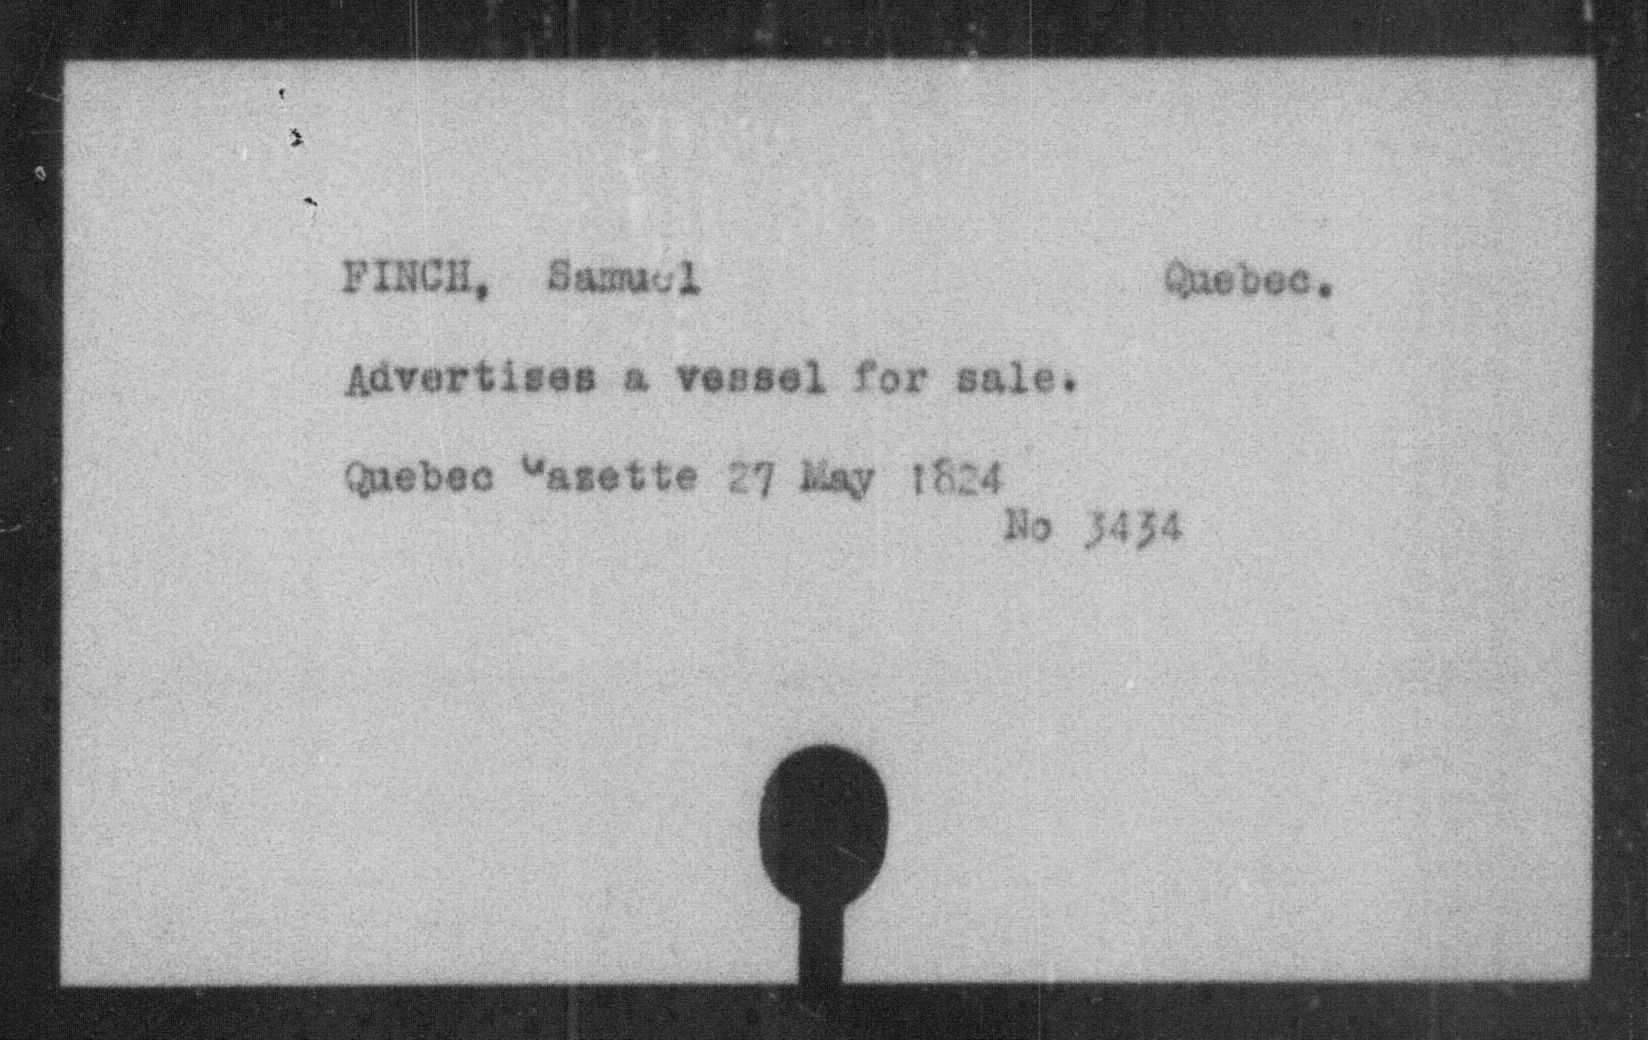 FINCH, Samuel Quebec.
Advertises a vessel for sale.
Quebec Gazette 27 May 1824
No 3434